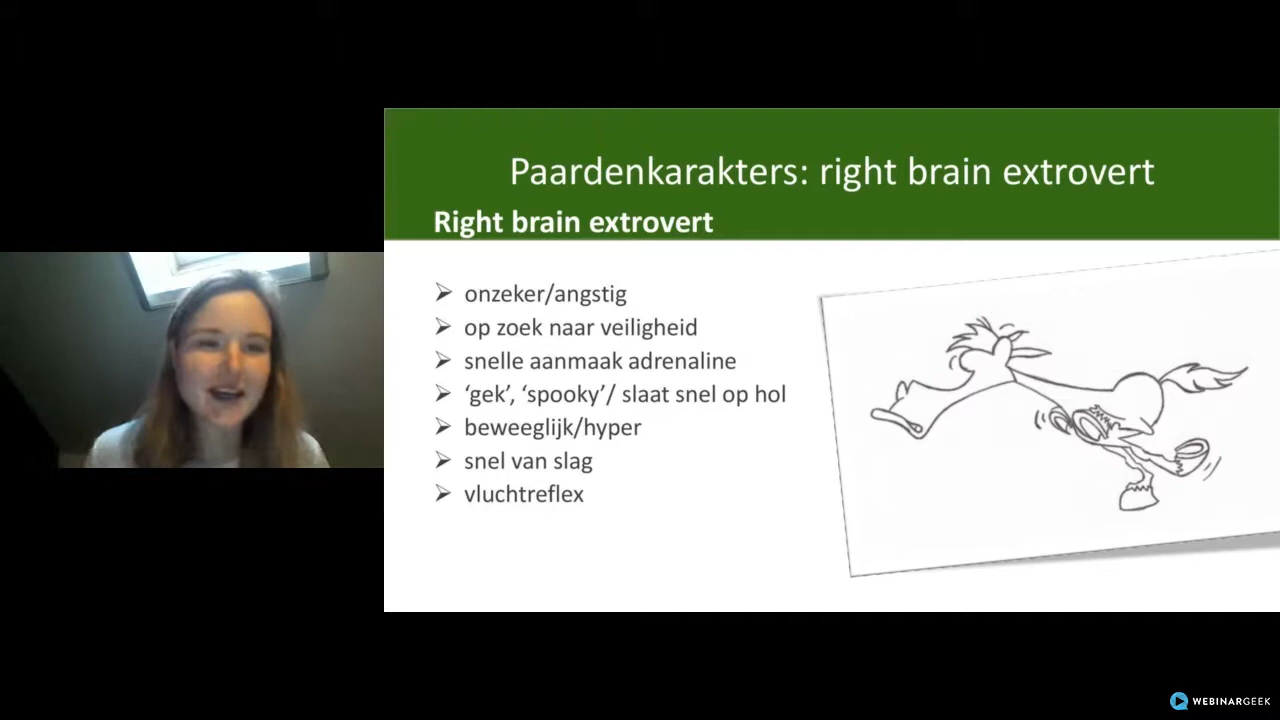 Paardenkarakters: right brain extrovert
Right brain extrovert
onzeker/angstig
op zoek naar veiligheid
snelle aanmaak adrenaline
‘gek’, ‘spooky’/ slaat snel op hol
beweeglijk/hyper
snel van slag
vluchtreflex
WEBINARGEEK